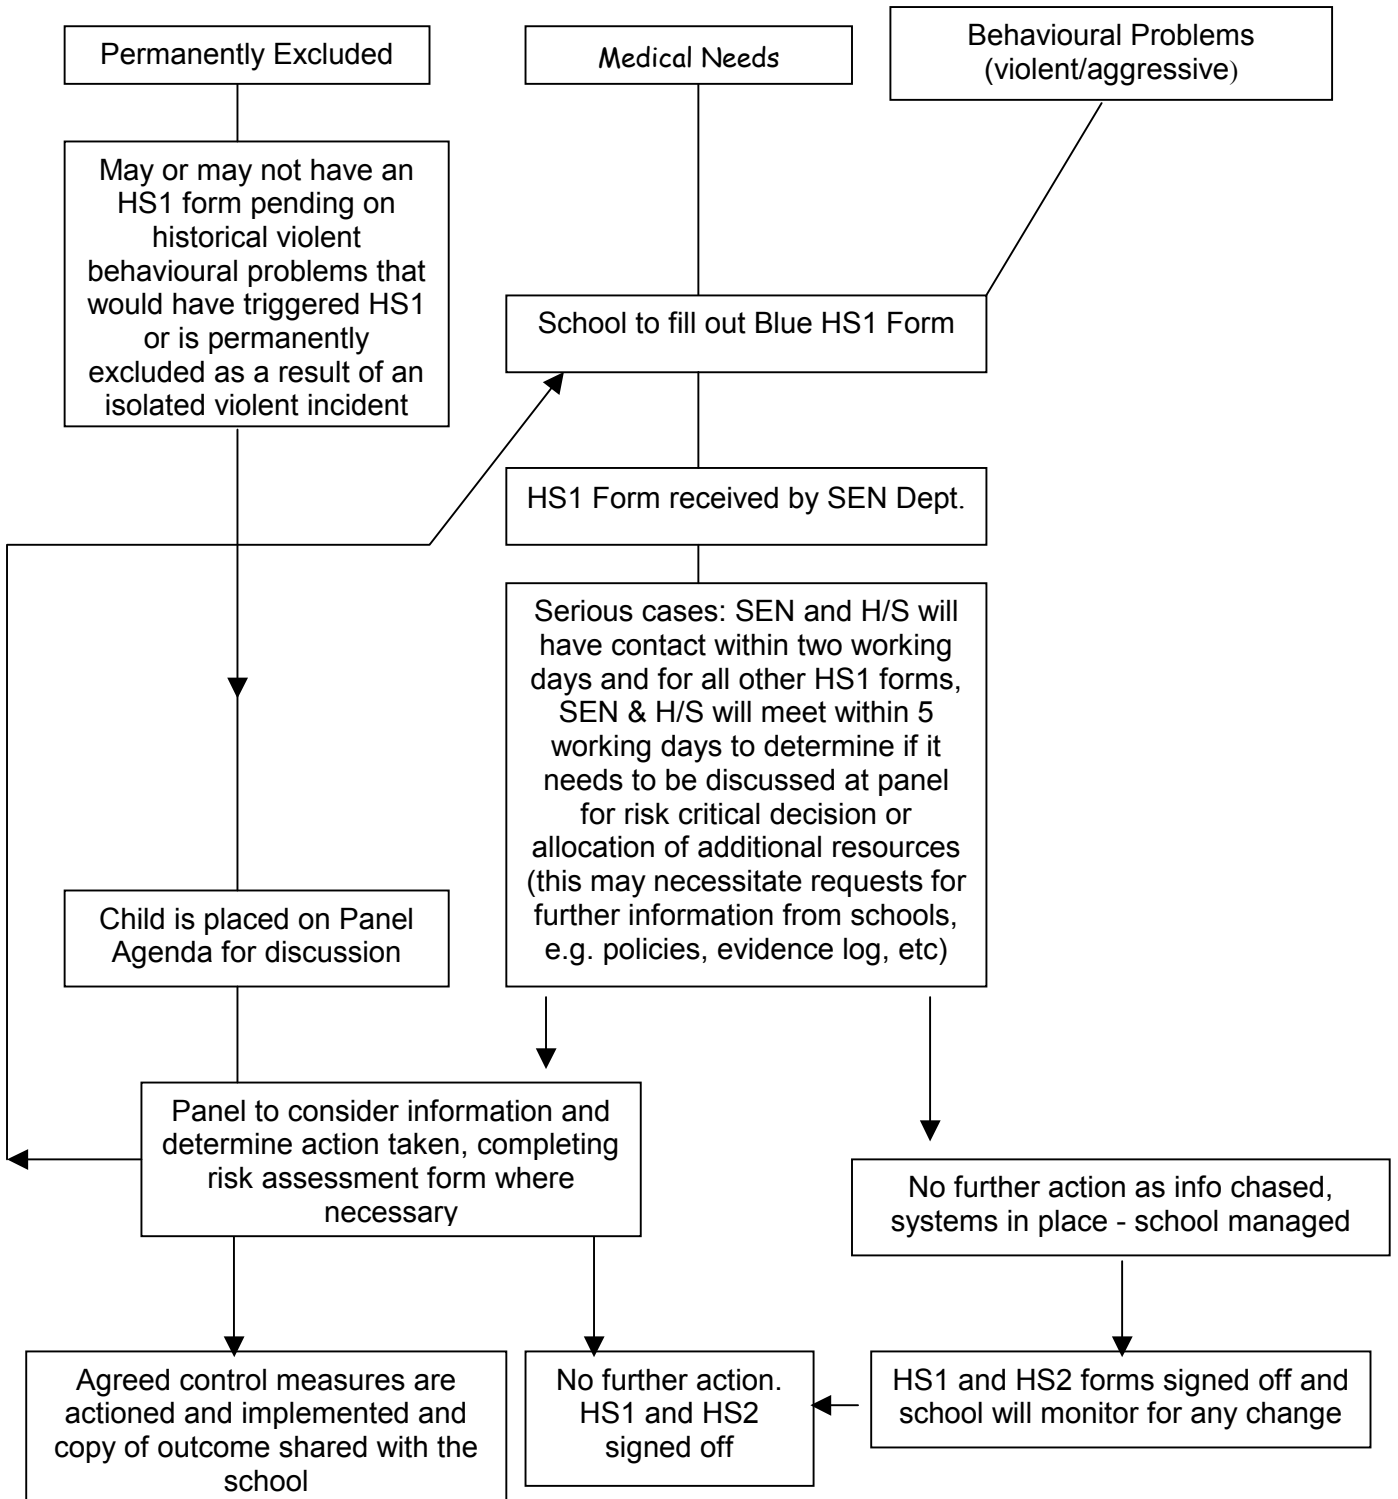 Permanently Excluded
Medical Needs
Behavioural Problems
(violent/aggressive)
May or may not have an
HS1 form pending on
historical violent
behavioural problems that
would have triggered HS1
or is permanently
excluded as a result of an
isolated violent incident
School to fill out Blue HS1 Form
HS1 Form received by SEN Dept.
Serious cases: SEN and H/S will
have contact within two working
days and for all other HS1 forms,
SEN & H/S will meet within 5
working days to determine if it
needs to be discussed at panel
for risk critical decision or
allocation of additional resources
(this may necessitate requests for
further information from schools,
e.g. policies, evidence log, etc)
Child is placed on Panel
Agenda for discussion
Panel to consider information and
determine action taken, completing
risk assessment form where
necessary
No further action as info chased,
systems in place - school managed
Agreed control measures are
actioned and implemented and
copy of outcome shared with the
school
No further action.
HS1 and HS2
signed off
HS1 and HS2 forms signed off and
school will monitor for any change